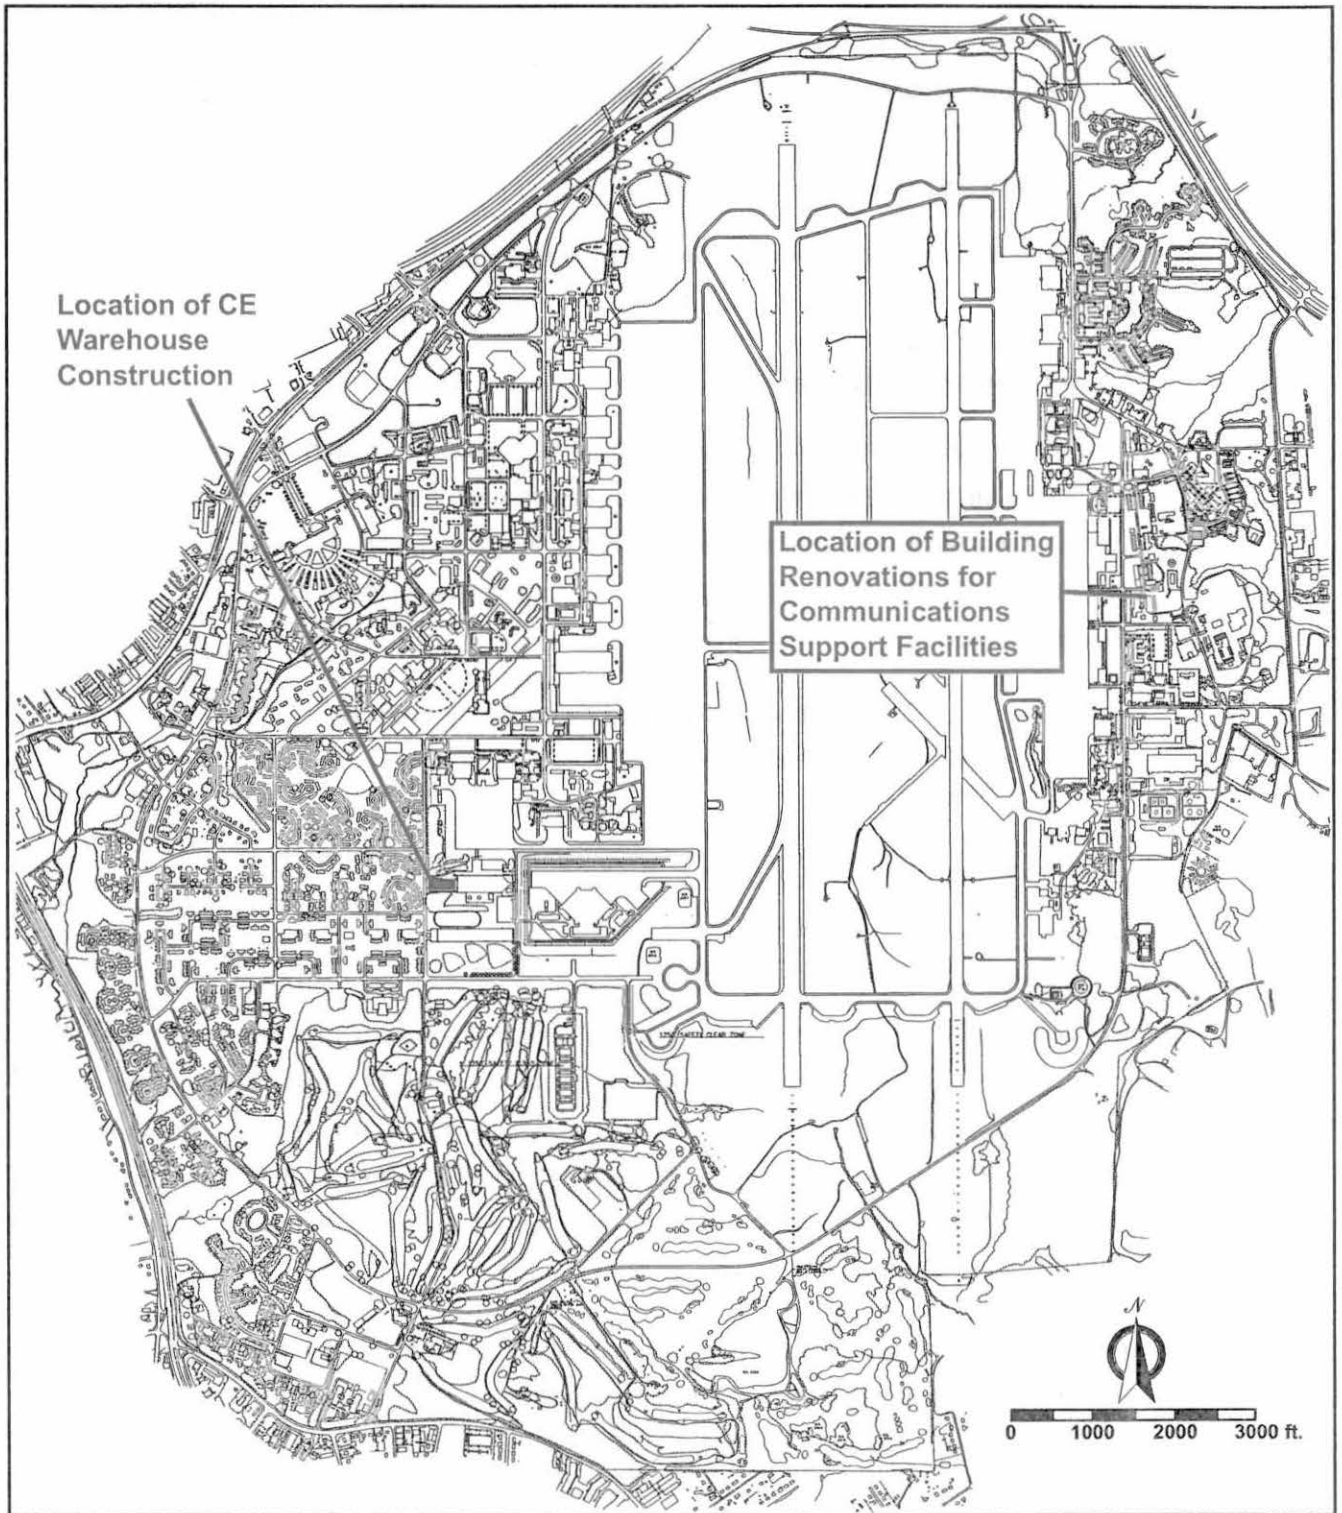 Location of CE
Warehouse
Construction
Location of Building
Renovations for
Communications
Support Facilities
N
0 1000 2000 3000 ft.